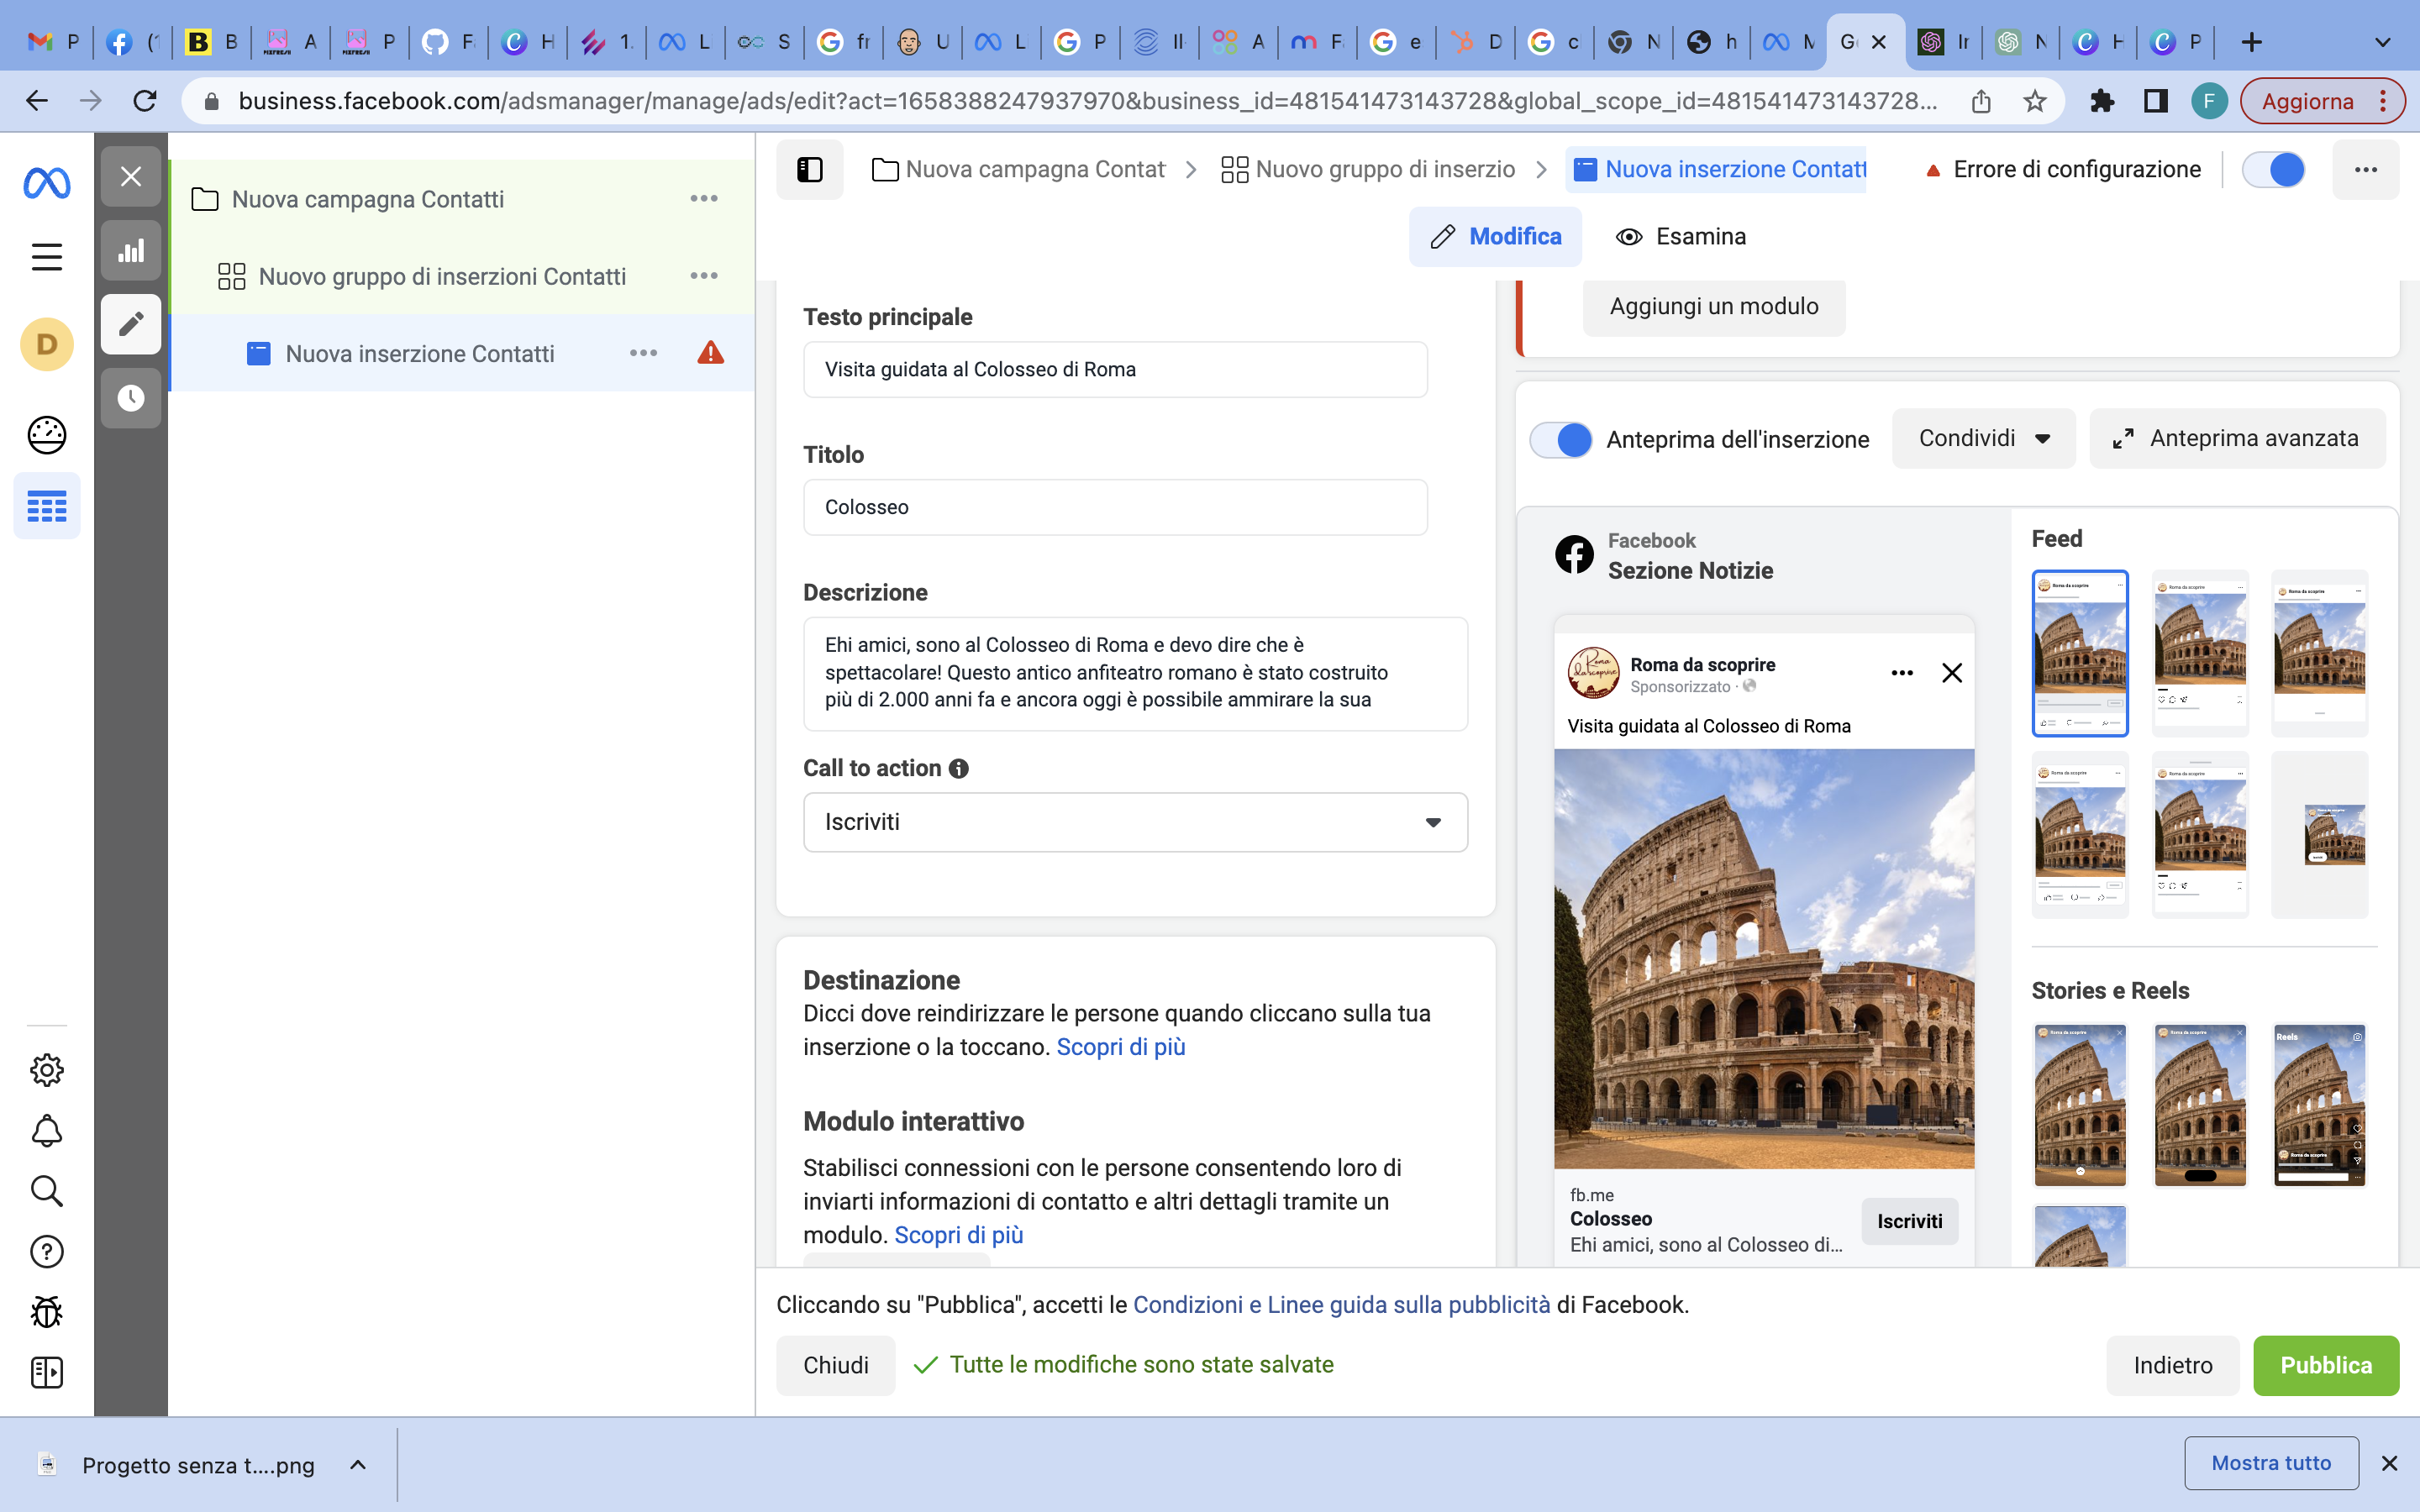 business.facebook.com/adsmanager/manage/ads/edit?act=1658388247937970&business_id=481541473143728&global_scope_id=481541473143728...
F
Aggiorna
D
Nuova campagna Contatti
Nuovo gruppo di inserzioni Contatti
Nuova inserzione Contatti
Nuova campagna Contat
Nuovo gruppo di inserzio
Nuova inserzione Contatt
Errore di configurazione
Modifica
Esamina
Testo principale
Visita guidata al Colosseo di Roma
Titolo
Colosseo
Descrizione
Ehi amici, sono al Colosseo di Roma e devo dire che è
spettacolare! Questo antico anfiteatro romano è stato costruito
più di 2.000 anni fa e ancora oggi è possibile ammirare la sua
Call to action
Iscriviti
Destinazione
Dicci dove reindirizzare le persone quando cliccano sulla tua
inserzione o la toccano. Scopri di più
Modulo interattivo
Stabilisci connessioni con le persone consentendo loro di
inviarti informazioni di contatto e altri dettagli tramite un
modulo. Scopri di più
Aggiungi un modulo
Anteprima dell'inserzione
Condividi
Anteprima avanzata
Facebook
Sezione Notizie
Roma da scoprire
Sponsorizzato ·
Visita guidata al Colosseo di Roma
fb.me
Colosseo
Ehi amici, sono al Colosseo di...
Iscriviti
Feed
Stories e Reels
Reels
Cliccando su "Pubblica", accetti le Condizioni e Linee guida sulla pubblicità di Facebook.
Chiudi
Tutte le modifiche sono state salvate
Indietro
Pubblica
Progetto senza t....png
Mostra tutto